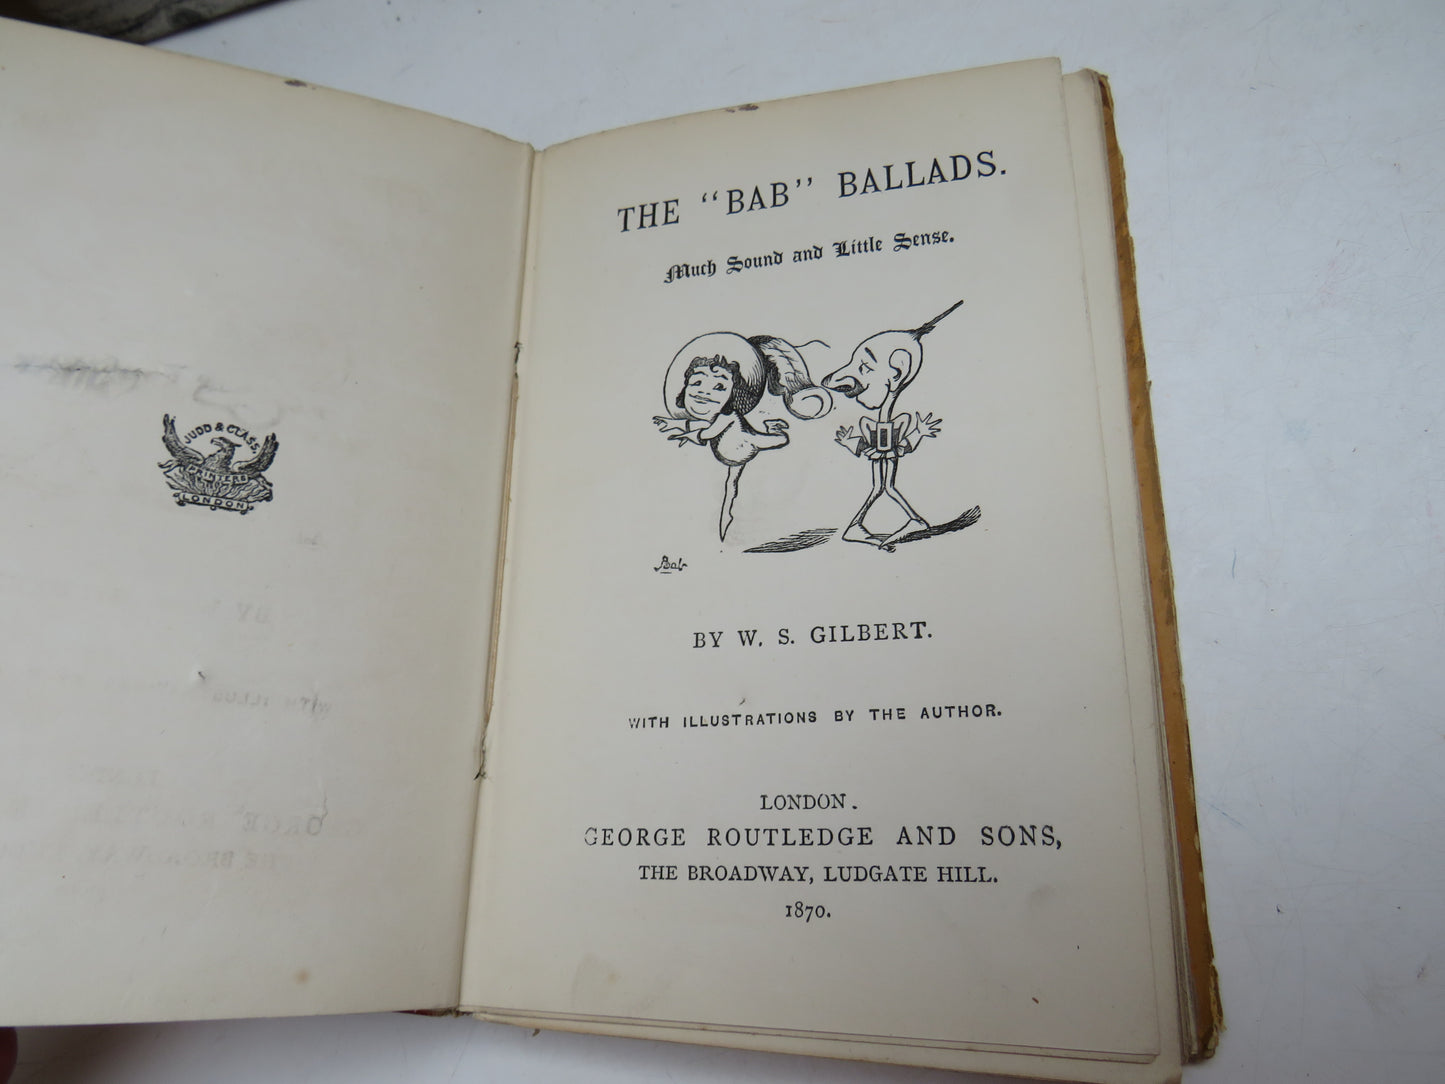 JUDD & GLASS
PRINTERS
LONDON
THE "BAB" BALLADS.
Much Sound and Little Sense.
Bab
BY W. S. GILBERT.
WITH ILLUSTRATIONS BY THE AUTHOR.
LONDON.
GEORGE ROUTLEDGE AND SONS,
THE BROADWAY, LUDGATE HILL.
1870.